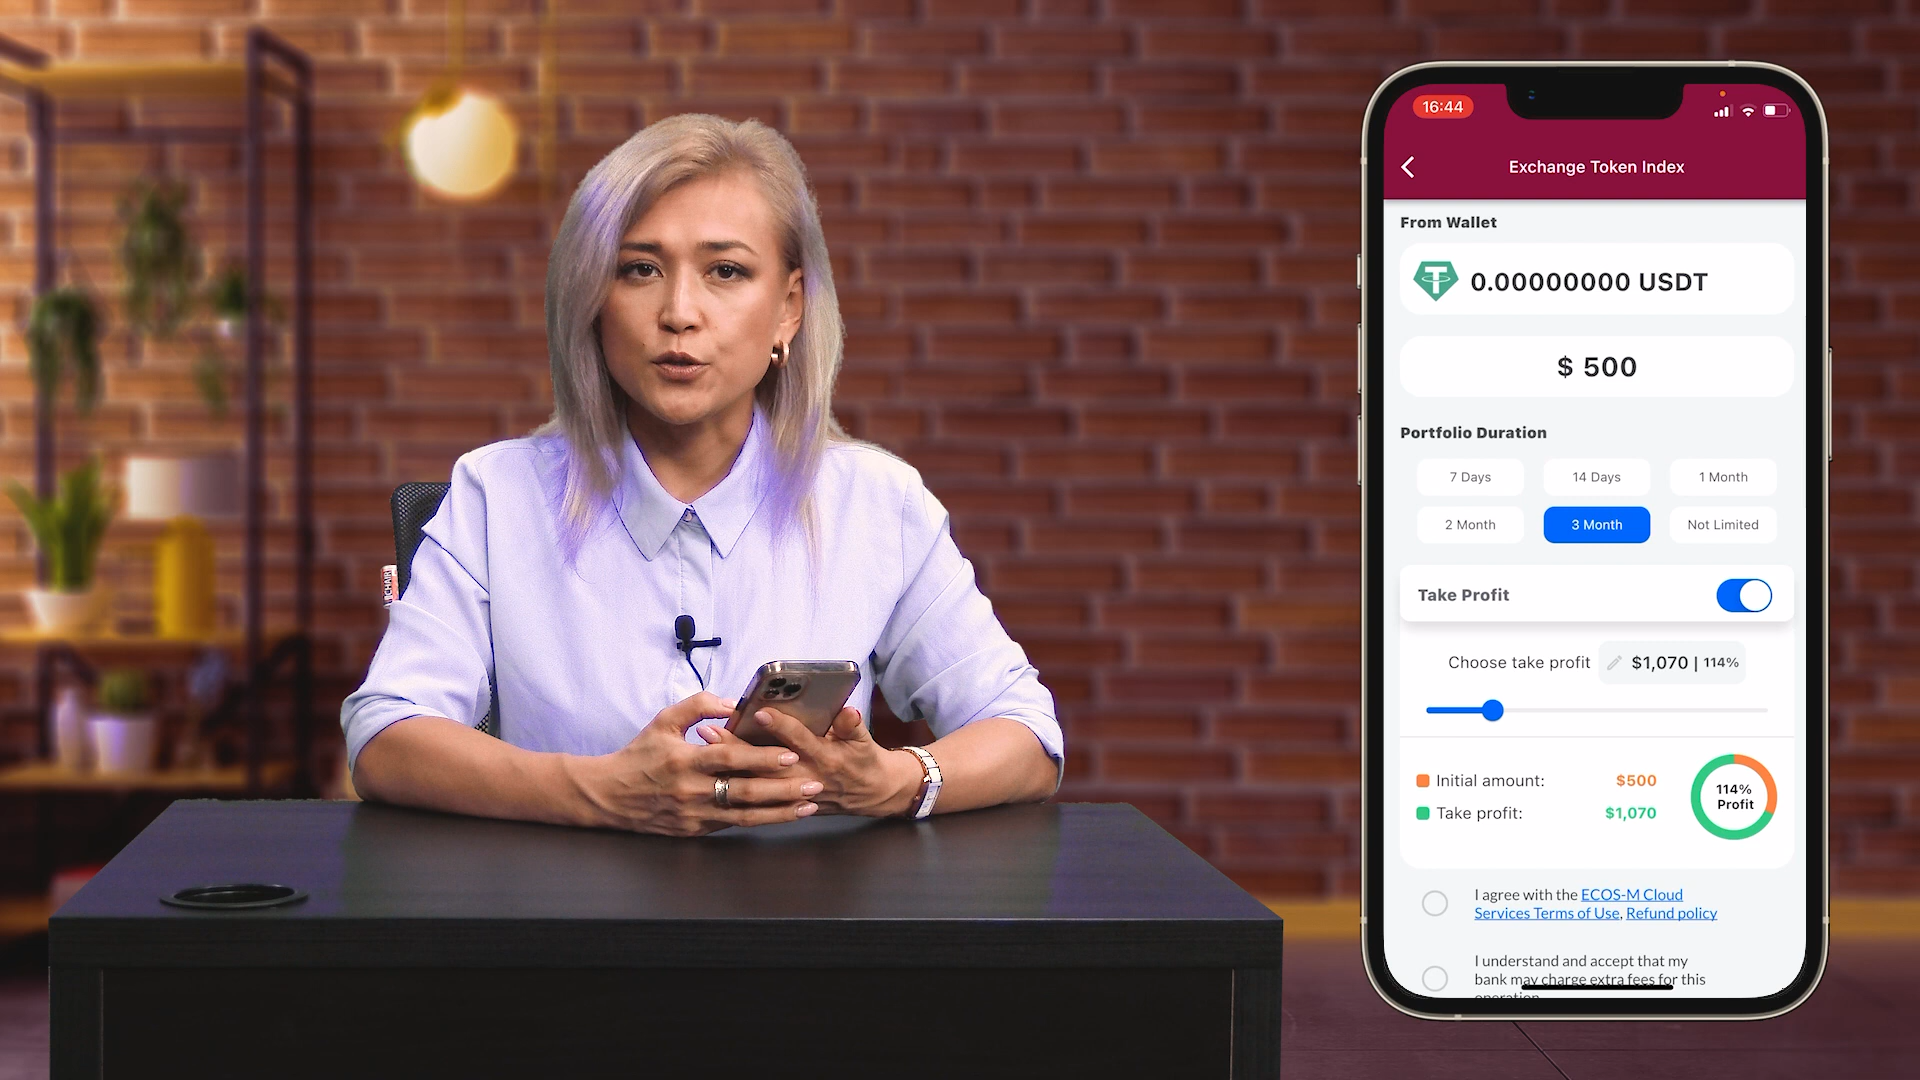 16:44
Exchange Token Index
From Wallet
0.00000000 USDT
$ 500
Portfolio Duration
7 Days
14 Days
1 Month
2 Month
3 Month
Not Limited
Take Profit
Choose take profit
$1,070 | 114%
Initial amount:
$500
Take profit:
$1,070
114%
Profit
I agree with the ECOS-M Cloud
Services Terms of Use, Refund policy
I understand and accept that my
bank may charge extra fees for this
operation